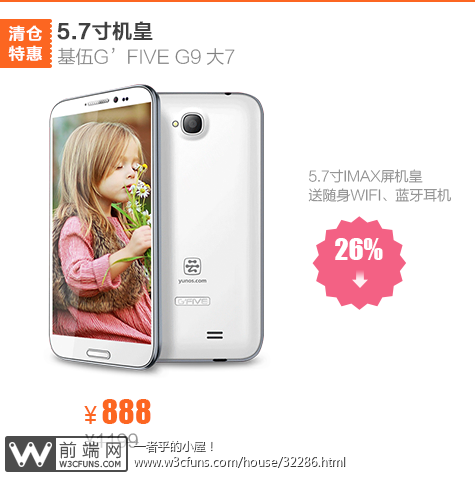 清仓
特惠
5.7寸机皇
基伍G’FIVE G9 大7
5.7寸IMAX屏机皇
送随身WIFI、蓝牙耳机
26%
yunos.com
G'FIVE
¥ 888
¥1199
W 前端网
W3CFUNS.COM
一者乎的小屋！
www.w3cfuns.com/house/32286.html